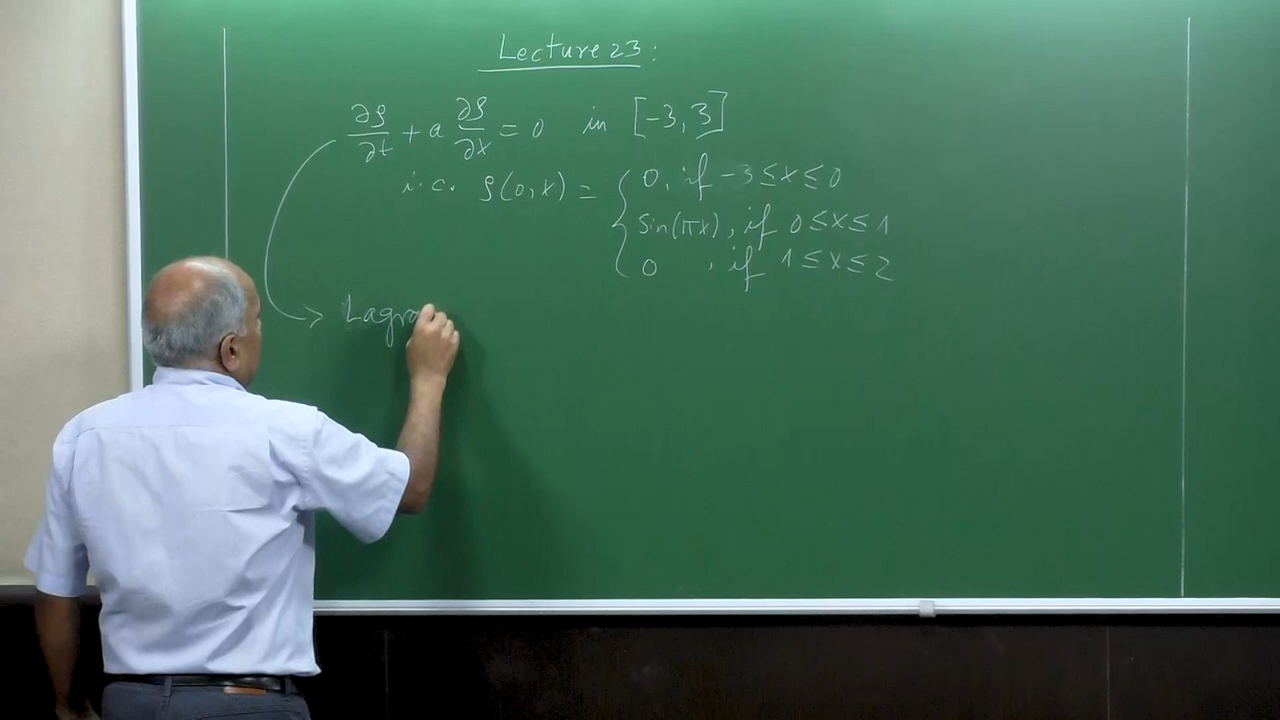 Lecture 23:
∂ρ/∂t + a ∂ρ/∂x = 0 in [-3, 3]
i.c. ρ(0, x) = { 0, if -3 ≤ x ≤ 0
sin(πx), if 0 ≤ x ≤ 1
0, if 1 ≤ x ≤ 2
→ Lagra